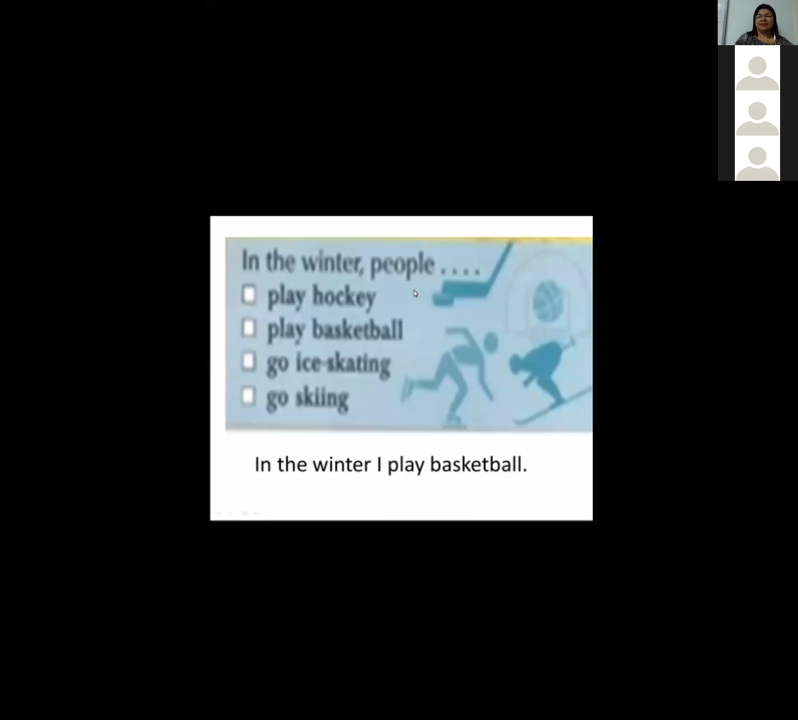 In the winter, people ....
play hockey
play basketball
go ice-skating
go skiing
In the winter I play basketball.